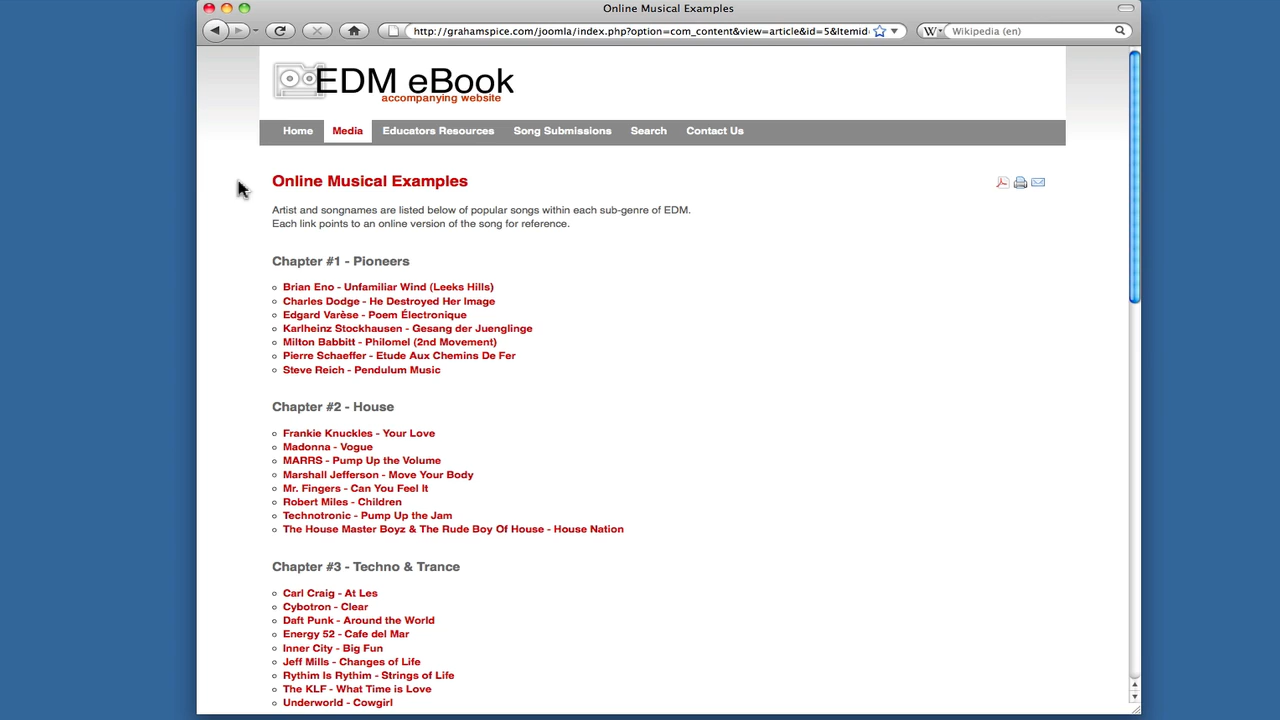 Online Musical Examples
http://grahamspice.com/joomla/index.php?option=com_content&view=article&id=5&Itemid
W
Wikipedia (en)
EDM eBook
accompanying website
Home Media Educators Resources Song Submissions Search Contact Us
Online Musical Examples
Artist and songnames are listed below of popular songs within each sub-genre of EDM.
Each link points to an online version of the song for reference.
Chapter #1 - Pioneers
Brian Eno - Unfamiliar Wind (Leeks Hills)
Charles Dodge - He Destroyed Her Image
Edgard Varèse - Poem Électronique
Karlheinz Stockhausen - Gesang der Juenglinge
Milton Babbitt - Philomel (2nd Movement)
Pierre Schaeffer - Etude Aux Chemins De Fer
Steve Reich - Pendulum Music
Chapter #2 - House
Frankie Knuckles - Your Love
Madonna - Vogue
MARRS - Pump Up the Volume
Marshall Jefferson - Move Your Body
Mr. Fingers - Can You Feel It
Robert Miles - Children
Technotronic - Pump Up the Jam
The House Master Boyz & The Rude Boy Of House - House Nation
Chapter #3 - Techno & Trance
Carl Craig - At Les
Cybotron - Clear
Daft Punk - Around the World
Energy 52 - Cafe del Mar
Inner City - Big Fun
Jeff Mills - Changes of Life
Rythim Is Rythim - Strings of Life
The KLF - What Time is Love
Underworld - Cowgirl